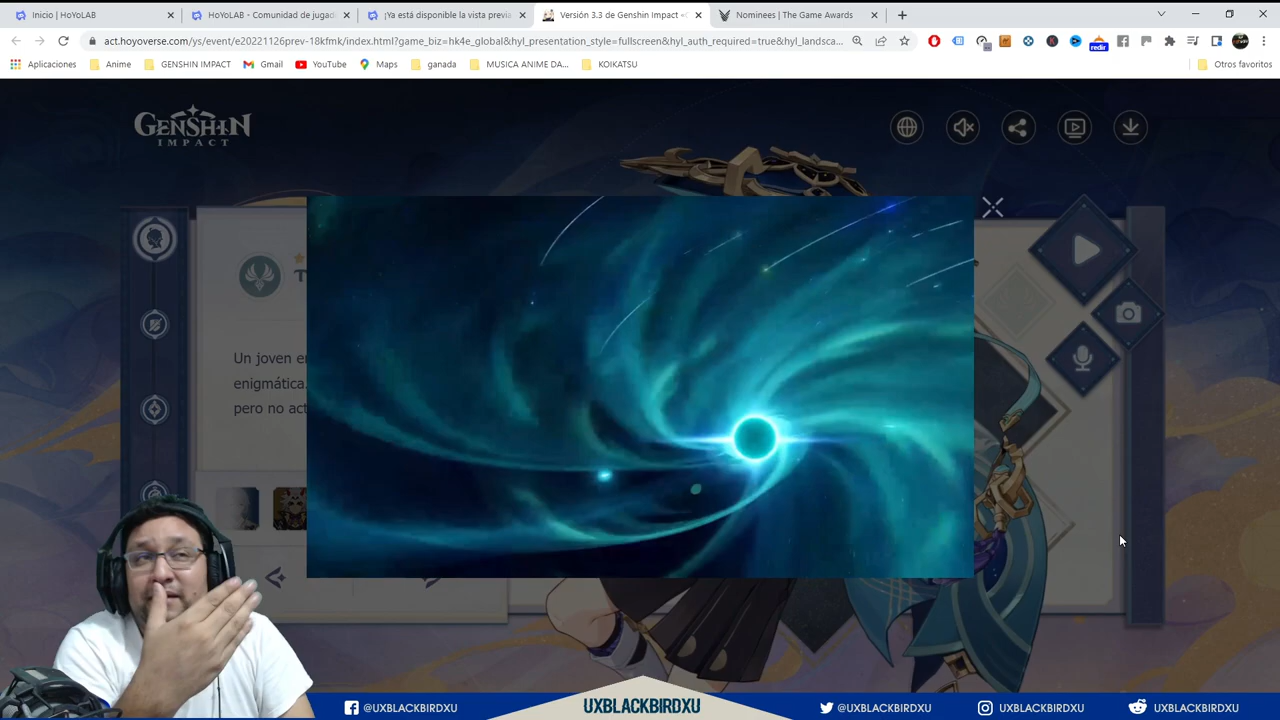 Inicio | HoYoLAB
HoYoLAB - Comunidad de jugad
¡Ya está disponible la vista previa
Versión 3.3 de Genshin Impact «
Nominees | The Game Awards
act.hoyoverse.com/ys/event/e20221126prev-18kfmk/index.html?game_biz=hk4e_global&hyl_presentation_style=fullscreen&hyl_auth_required=true&hyl_landsca...
redir
Aplicaciones
Anime
GENSHIN IMPACT
Gmail
YouTube
Maps
ganada
MUSICA ANIME DA...
KOIKATSU
Otros favoritos
GENSHIN
IMPACT
T
Un joven en
enigmática.
pero no act
@UXBLACKBIRDXU
UXBLACKBIRDXU
@UXBLACKBIRDXU
UXBLACKBIRDXU
UXBLACKBIRDXU